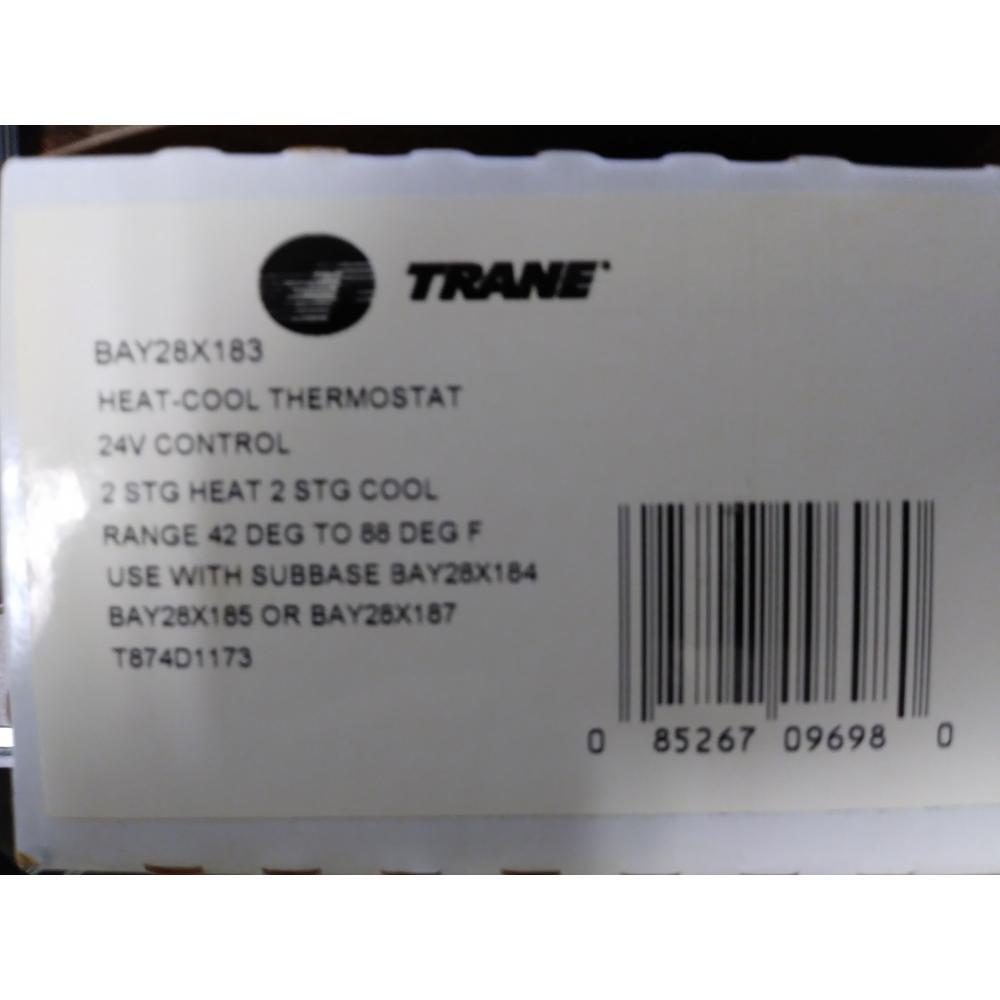 TRANE
BAY28X183
HEAT-COOL THERMOSTAT
24V CONTROL
2 STG HEAT 2 STG COOL
RANGE 42 DEG TO 88 DEG F
USE WITH SUBBASE BAY28X184
BAY28X185 OR BAY28X187
T874D1173
0 85267 09698 0